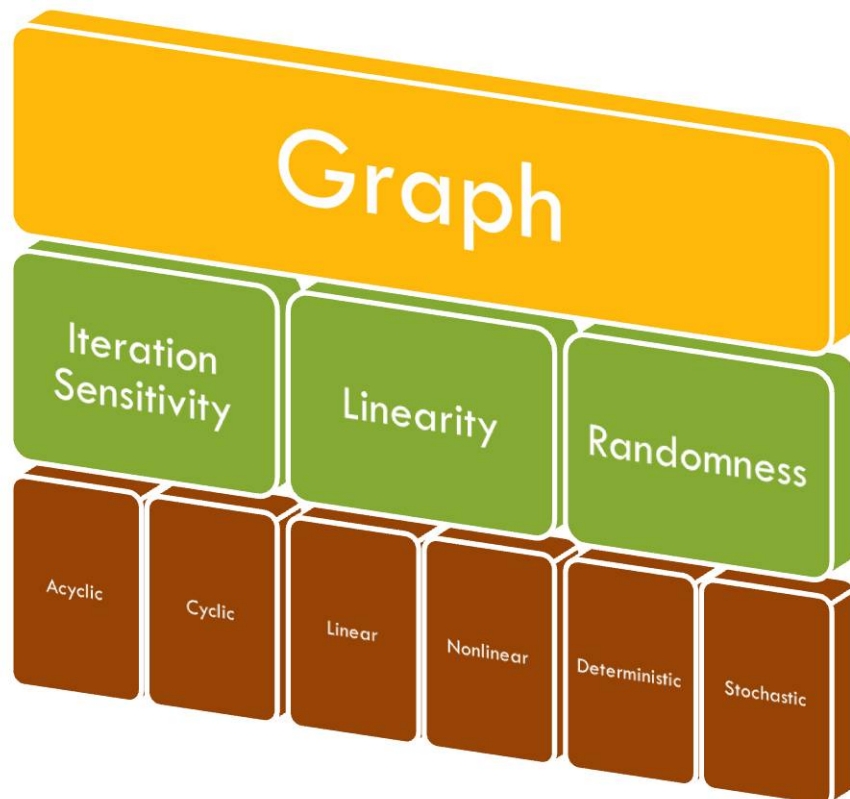 Graph
Iteration
Sensitivity
Linearity
Randomness
Acyclic
Cyclic
Linear
Nonlinear
Deterministic
Stochastic